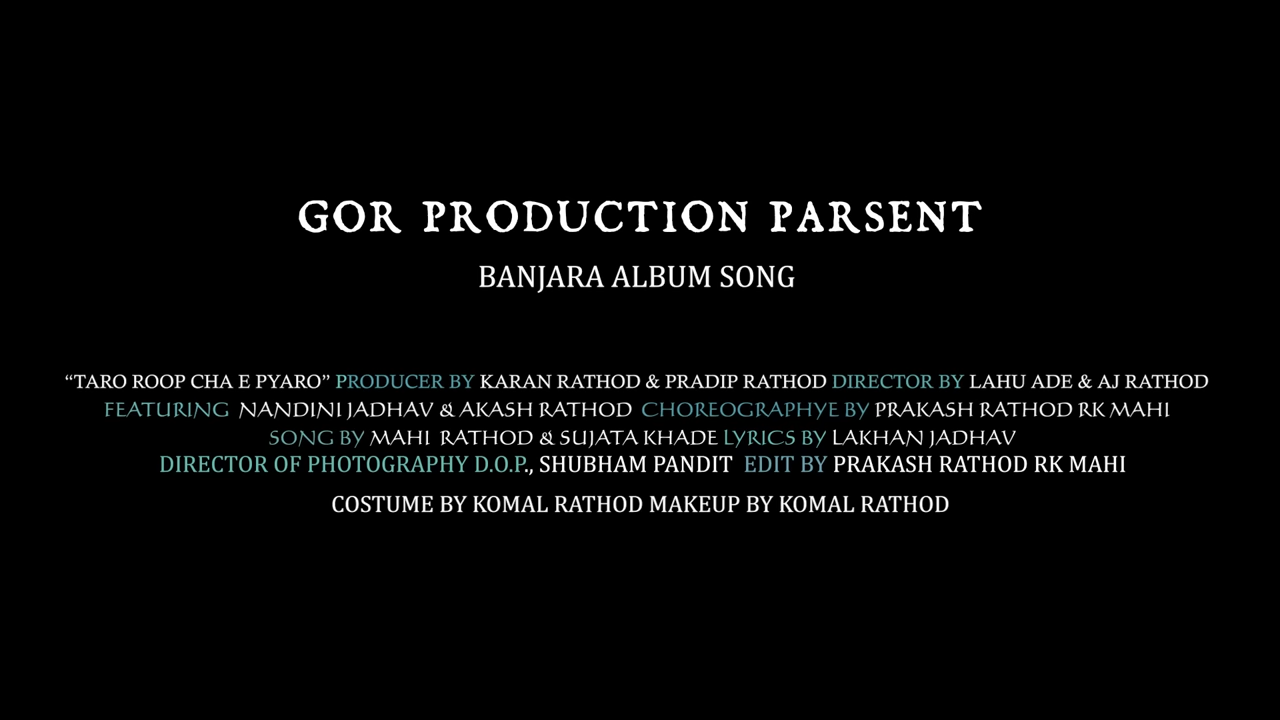 GOR PRODUCTION PARSENT
BANJARA ALBUM SONG
“TARO ROOP CHA E PYARO” PRODUCER BY KARAN RATHOD & PRADIP RATHOD DIRECTOR BY LAHU ADE & AJ RATHOD
FEATURING NANDINI JADHAV & AKASH RATHOD CHOREOGRAPHYE BY PRAKASH RATHOD RK MAHI
SONG BY MAHI RATHOD & SUJATA KHADE LYRICS BY LAKHAN JADHAV
DIRECTOR OF PHOTOGRAPHY D.O.P., SHUBHAM PANDIT EDIT BY PRAKASH RATHOD RK MAHI
COSTUME BY KOMAL RATHOD MAKEUP BY KOMAL RATHOD